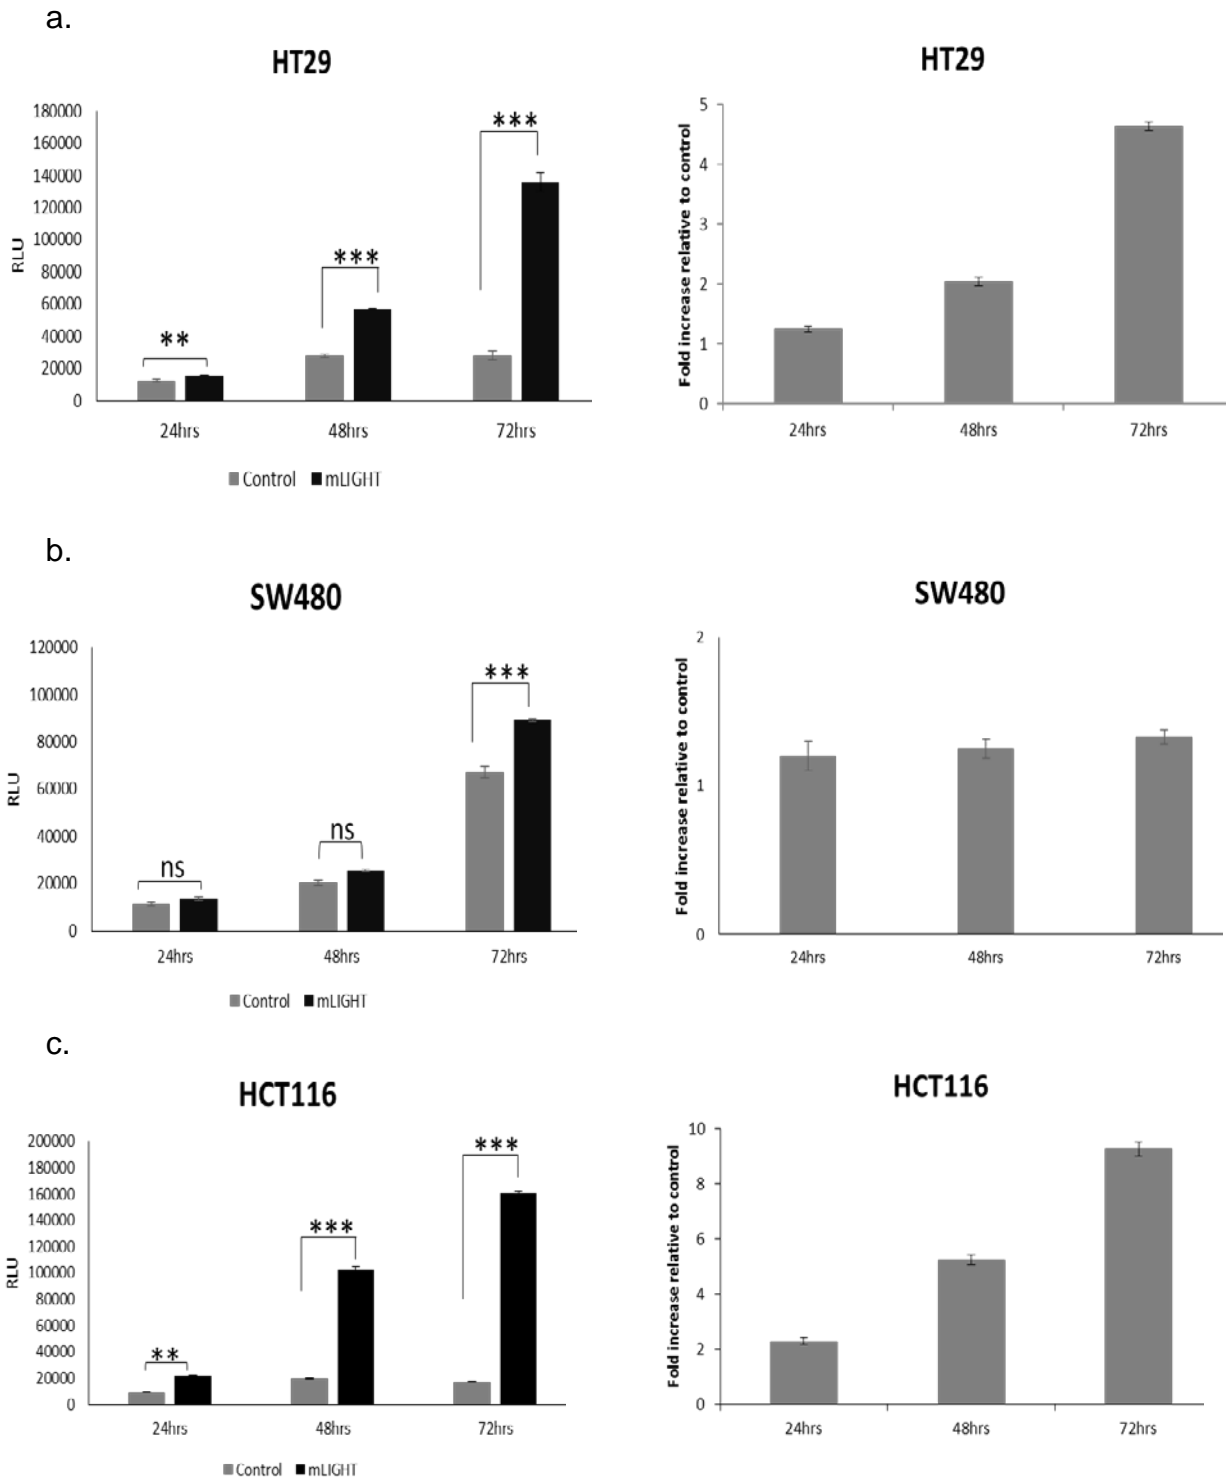 a.
HT29
180000
160000
140000
120000
100000
80000
60000
40000
20000
0
RLU
**
***
***
24hrs 48hrs 72hrs
Control mLIGHT
HT29
5
4
3
2
1
0
Fold increase relative to control
24hrs 48hrs 72hrs
b.
SW480
120000
100000
80000
60000
40000
20000
0
RLU
ns
ns
***
24hrs 48hrs 72hrs
Control mLIGHT
SW480
2
1
0
Fold increase relative to control
24hrs 48hrs 72hrs
c.
HCT116
200000
180000
160000
140000
120000
100000
80000
60000
40000
20000
0
RLU
**
***
***
24hrs 48hrs 72hrs
Control mLIGHT
HCT116
10
8
6
4
2
0
Fold increase relative to control
24hrs 48hrs 72hrs